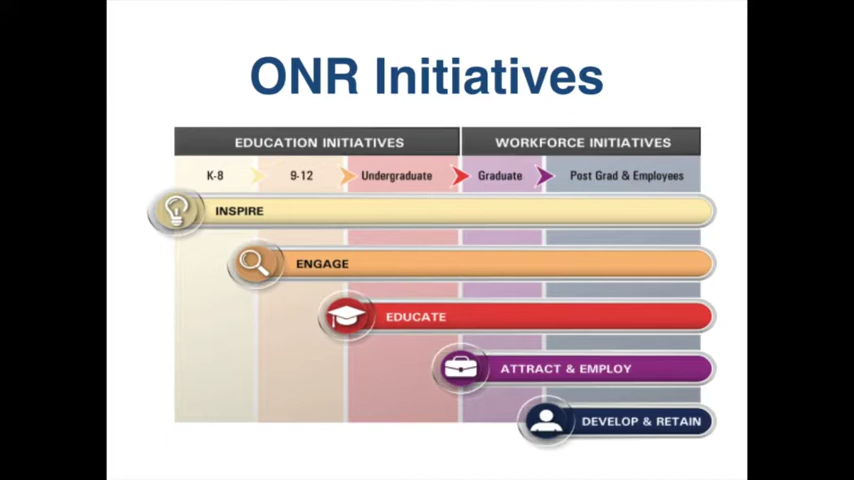 ONR Initiatives
EDUCATION INITIATIVES
WORKFORCE INITIATIVES
K-8
9-12
Undergraduate
Graduate
Post Grad & Employees
INSPIRE
ENGAGE
EDUCATE
ATTRACT & EMPLOY
DEVELOP & RETAIN